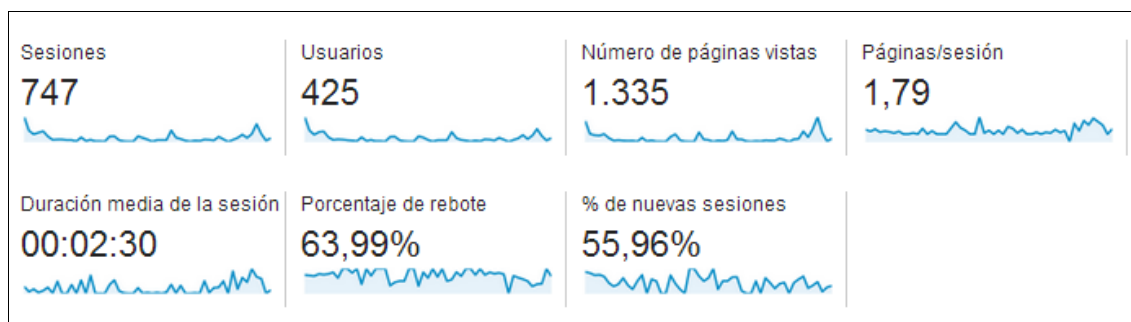 Sesiones
747
Usuarios
425
Número de páginas vistas
1.335
Páginas/sesión
1,79
Duración media de la sesión
00:02:30
Porcentaje de rebote
63,99%
% de nuevas sesiones
55,96%